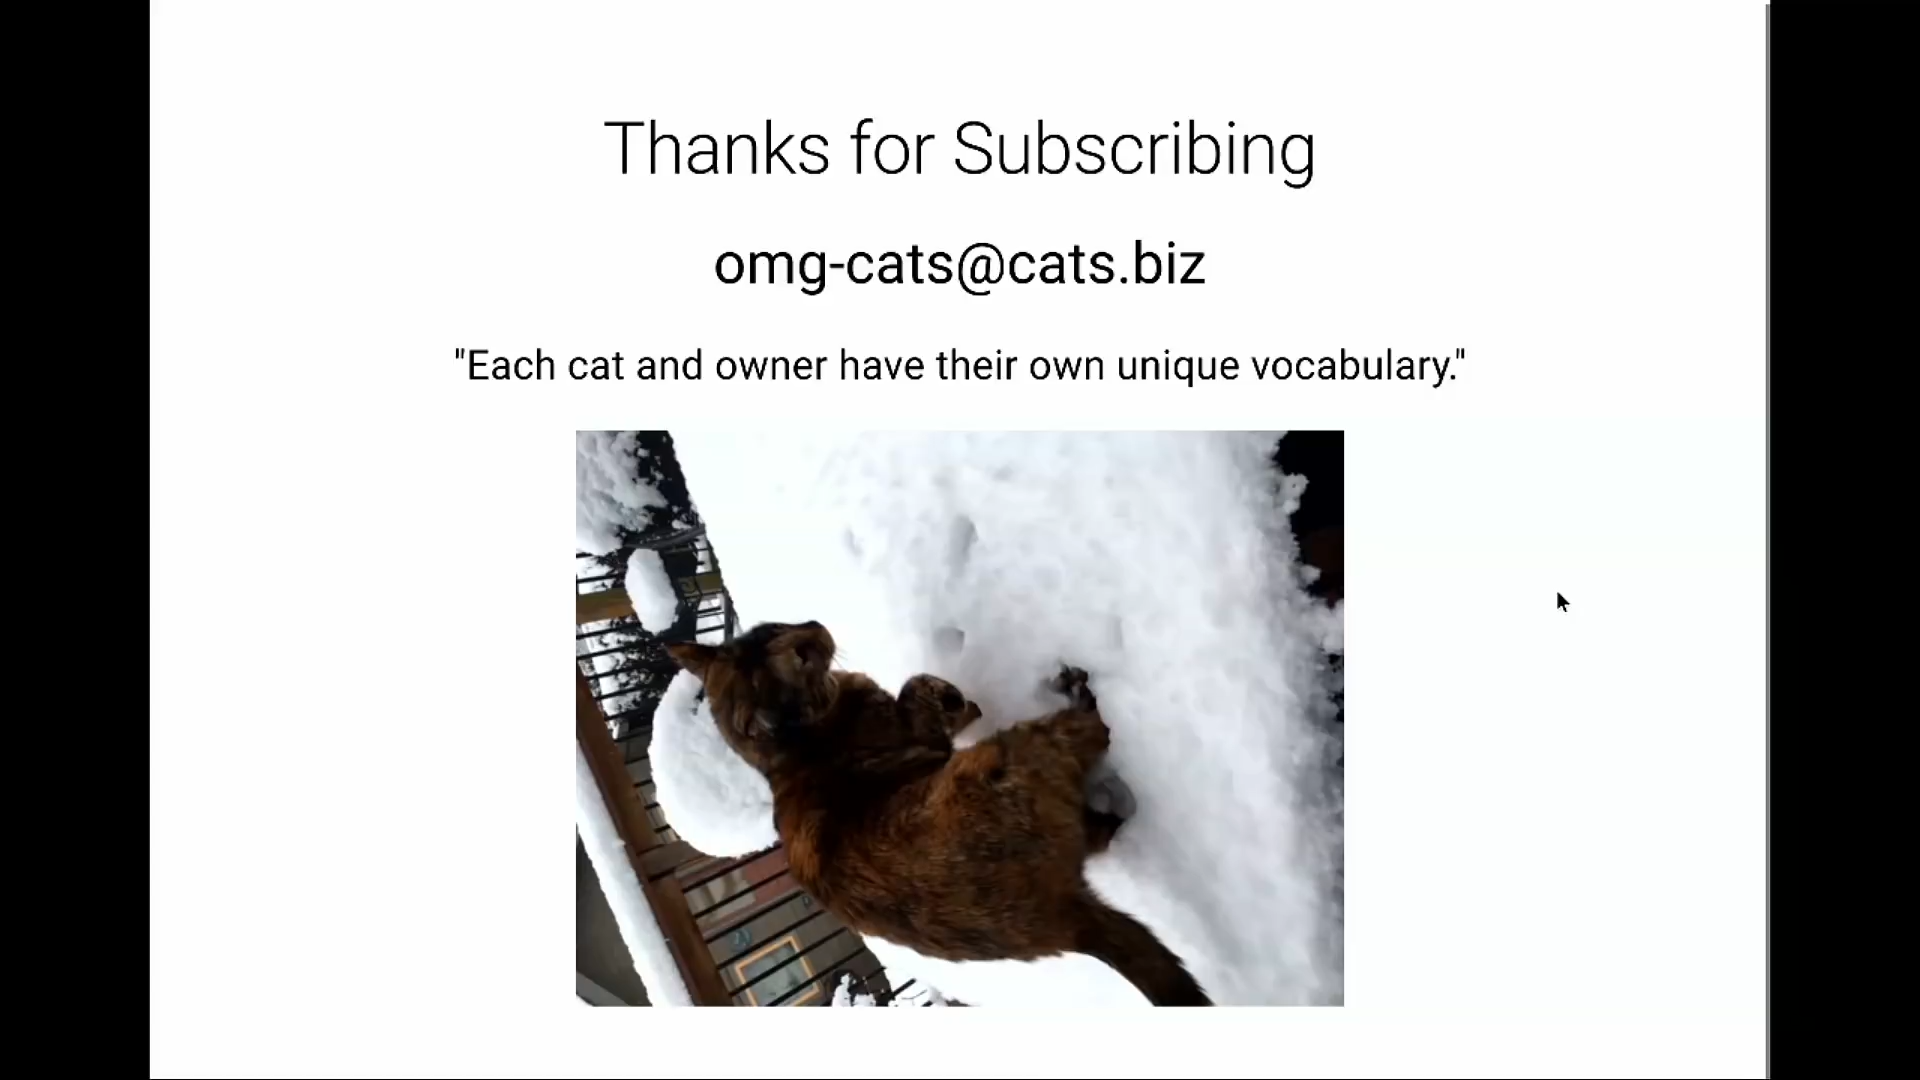 Thanks for Subscribing
omg-cats@cats.biz
"Each cat and owner have their own unique vocabulary."